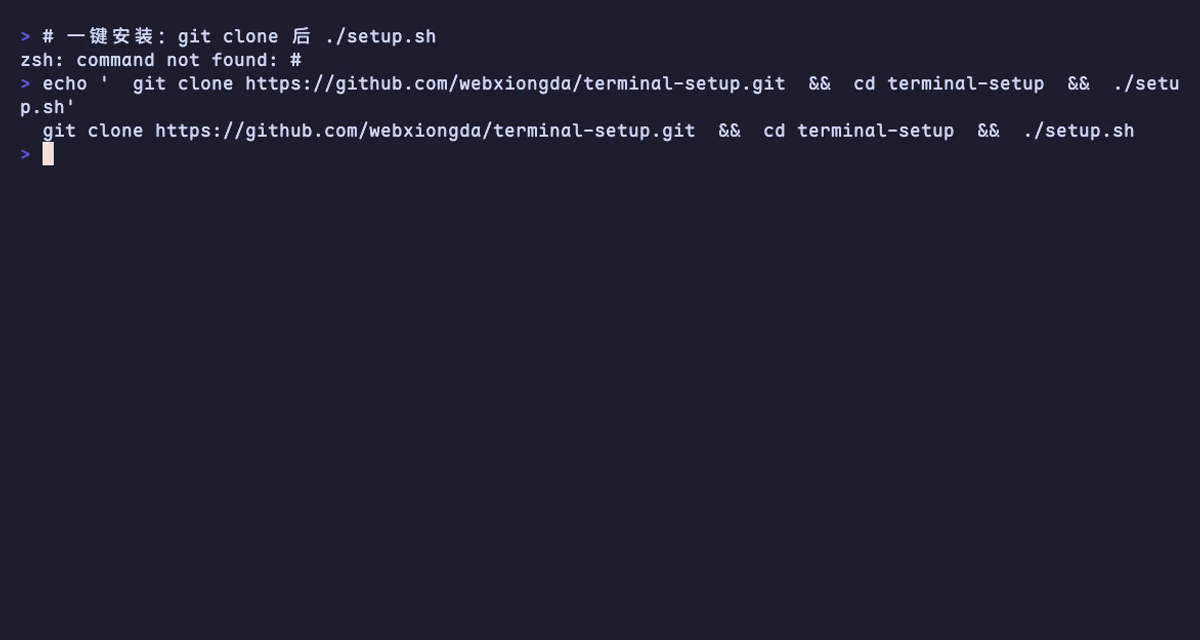 > # 一键安装: git clone 后 ./setup.sh
zsh: command not found: #
> echo '  git clone https://github.com/webxiongda/terminal-setup.git  &&  cd terminal-setup  &&  ./setu
p.sh'
  git clone https://github.com/webxiongda/terminal-setup.git  &&  cd terminal-setup  &&  ./setup.sh
>